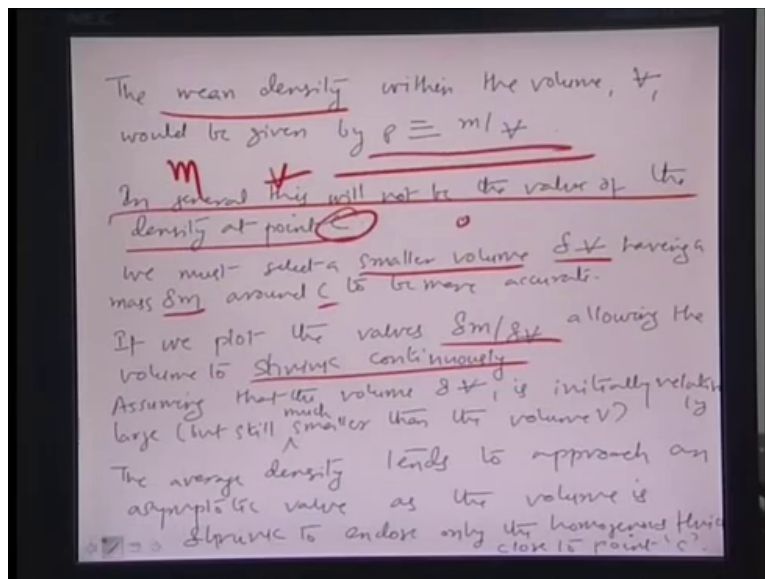 The mean density within the volume, V,
would be given by ρ ≡ m/V
m V
In general this will not be the value of the
density at point C.
We must select a smaller volume δV having a
mass δm around C to be more accurate.
If we plot the values δm/δV allowing the
volume to shrink continuously
Assuming that the volume δV, is initially relatively
large (but still much smaller than the volume V)
The average density tends to approach an
asymptotic value as the volume is
shrunk to enclose only the homogenous fluid
close to point 'C'.